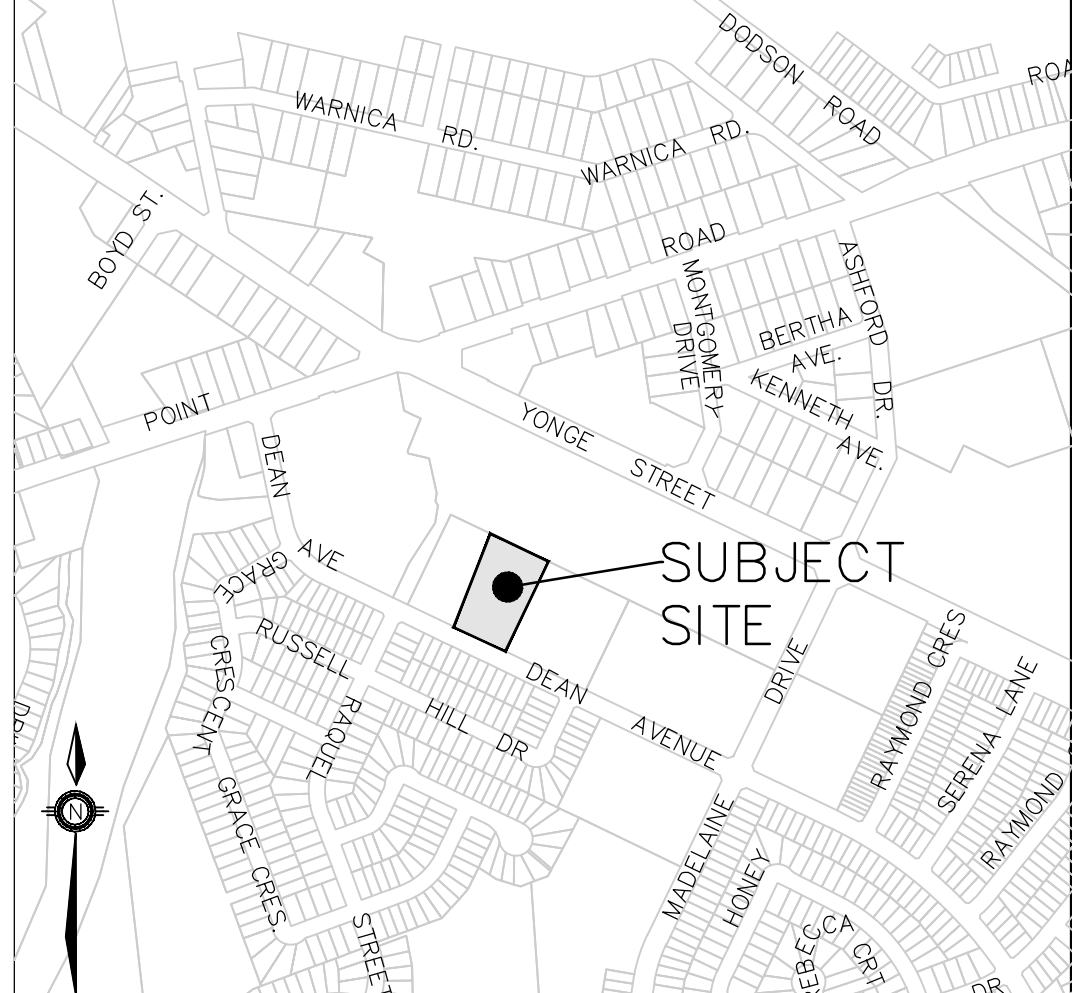 DODSON
ROAD
WARNICA
RD.
WARNICA
RD.
BOYD ST.
ROAD
MONTGOMERY
DRIVE
ASHFORD
DR.
BERTHA
AVE.
KENNETH
AVE.
POINT
YONGE
STREET
DEAN
AVE
GRACE
CRESCENT
SUBJECT
SITE
RUSSELL
HILL
DR
RAQUEL
STREET
DEAN
AVENUE
DRIVE
RAYMOND CRES
SERENA LANE
RAYMOND
GRACE CRES.
MADELAINE
HONEY
CRT
DR
N